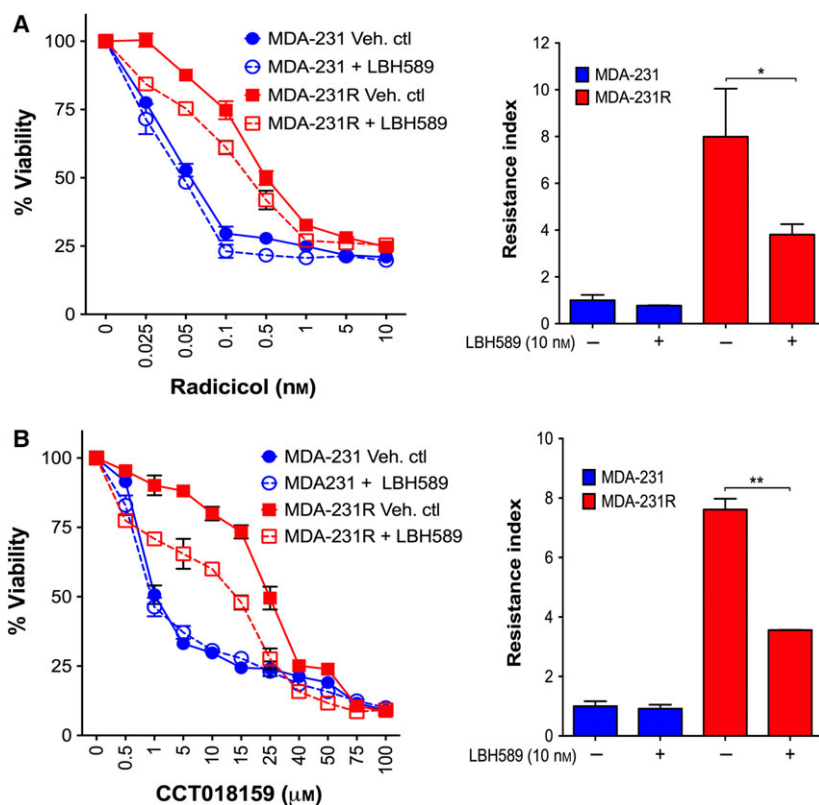 A
% Viability
100
75
50
25
0
MDA-231 Veh. ctl
MDA-231 + LBH589
MDA-231R Veh. ctl
MDA-231R + LBH589
0
0.025
0.05
0.1
0.5
1
5
10
Radicicol (nM)
Resistance index
12
10
8
6
4
2
0
MDA-231
MDA-231R
*
LBH589 (10 nM) – + – +
B
% Viability
100
75
50
25
0
MDA-231 Veh. ctl
MDA231 + LBH589
MDA-231R Veh. ctl
MDA-231R + LBH589
0
0.5
1
5
10
15
25
40
50
75
100
CCT018159 (μM)
Resistance index
10
8
6
4
2
0
MDA-231
MDA-231R
**
LBH589 (10 nM) – + – +